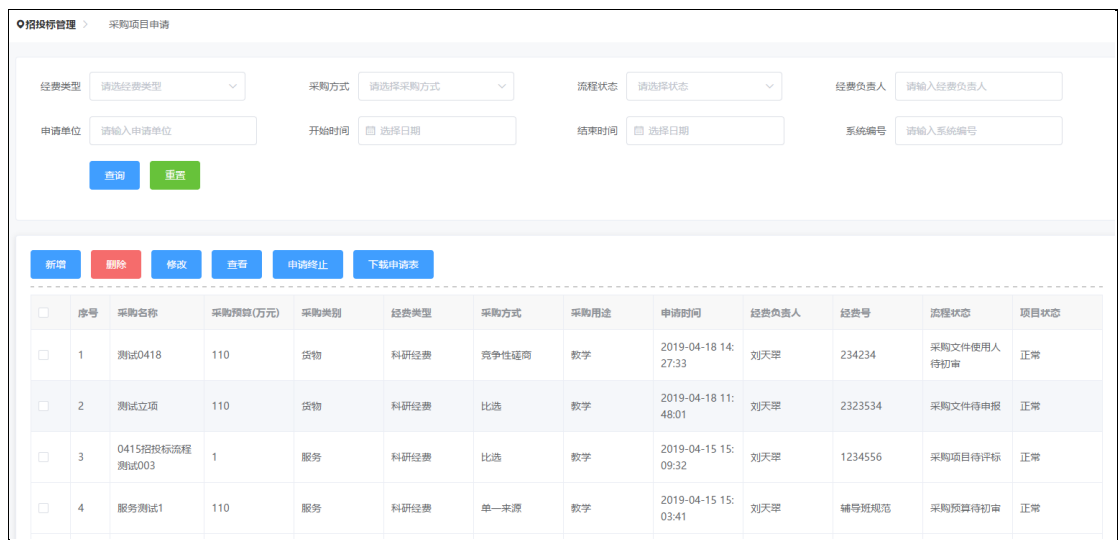 招投标管理 > 采购项目申请
经费类型 请选经费类型 采购方式 请选择采购方式 流程状态 请选择状态 经费负责人 请输入经费负责人
申请单位 请输入申请单位 开始时间 选择日期 结束时间 选择日期 系统编号 请输入系统编号
查询 重置
新增 删除 修改 查看 申请终止 下载申请表
序号 采购名称 采购预算(万元) 采购类别 经费类型 采购方式 采购用途 申请时间 经费负责人 经费号 流程状态 项目状态
1 测试0418 110 货物 科研经费 竞争性磋商 教学 2019-04-18 14: 刘天墨 234234 采购文件使用人 正常
27:33 待初审
2 测试立项 110 货物 科研经费 比选 教学 2019-04-18 11: 刘天墨 2323534 采购文件待申报 正常
48:01
3 0415招投标流程 1 服务 科研经费 比选 教学 2019-04-15 15: 刘天墨 1234556 采购项目待评标 正常
测试003 09:32
4 服务测试1 110 服务 科研经费 单一来源 教学 2019-04-15 15: 刘天墨 辅导班规范 采购预算待初审 正常
03:41